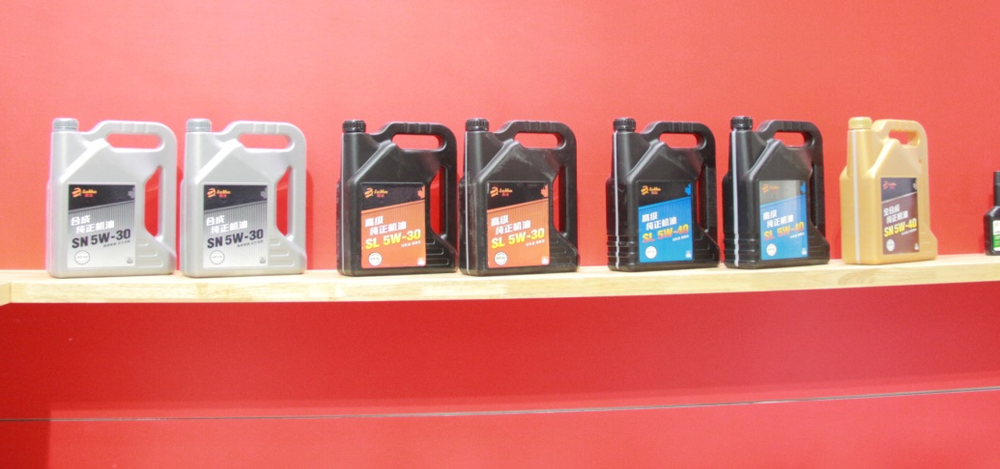 合成
纯正机油
SN 5W-30
合成
纯正机油
SN 5W-30
高级
纯正机油
SL 5W-30
高级
纯正机油
SL 5W-30
高级
纯正机油
SL 5W-40
高级
纯正机油
SL 5W-40
全合成
纯正机油
SN 5W-40